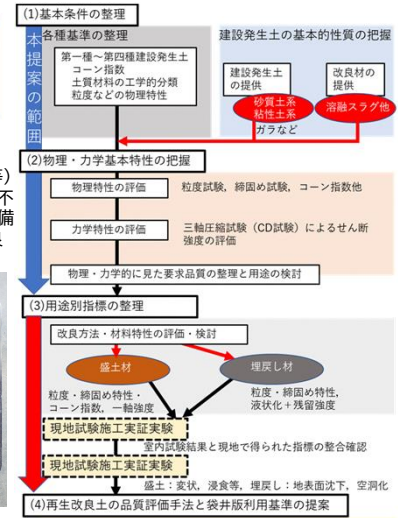 (1)基本条件の整理
本提案の範囲
各種基準の整理
第一種～第四種建設発生土
コーン指数
土質材料の工学的分類
粒度などの物理特性
建設発生土の基本的性質の把握
建設発生土
の提供
改良材の
提供
砂質土系
粘性土系
溶融スラグ他
ガラなど
(2)物理・力学基本特性の把握
等)
不
備
物理特性の評価
粒度試験，締固め試験，コーン指数他
力学特性の評価
三軸圧縮試験（CD試験）によるせん断
強度の評価
物理・力学的に見た要求品質の整理と用途の検討
(3)用途別指標の整理
改良方法・材料特性の評価・検討
盛土材
埋戻し材
粒度・締固め特性・
コーン指数，一軸強度
粒度・締固め特性，
液状化＋残留強度
現地試験施工実証実験
室内試験結果と現地で得られた指標の整合確認
現地試験施工実証実験
盛土：変状，浸食等，埋戻し：地表面沈下，空洞化
(4)再生改良土の品質評価手法と袋井版利用基準の提案